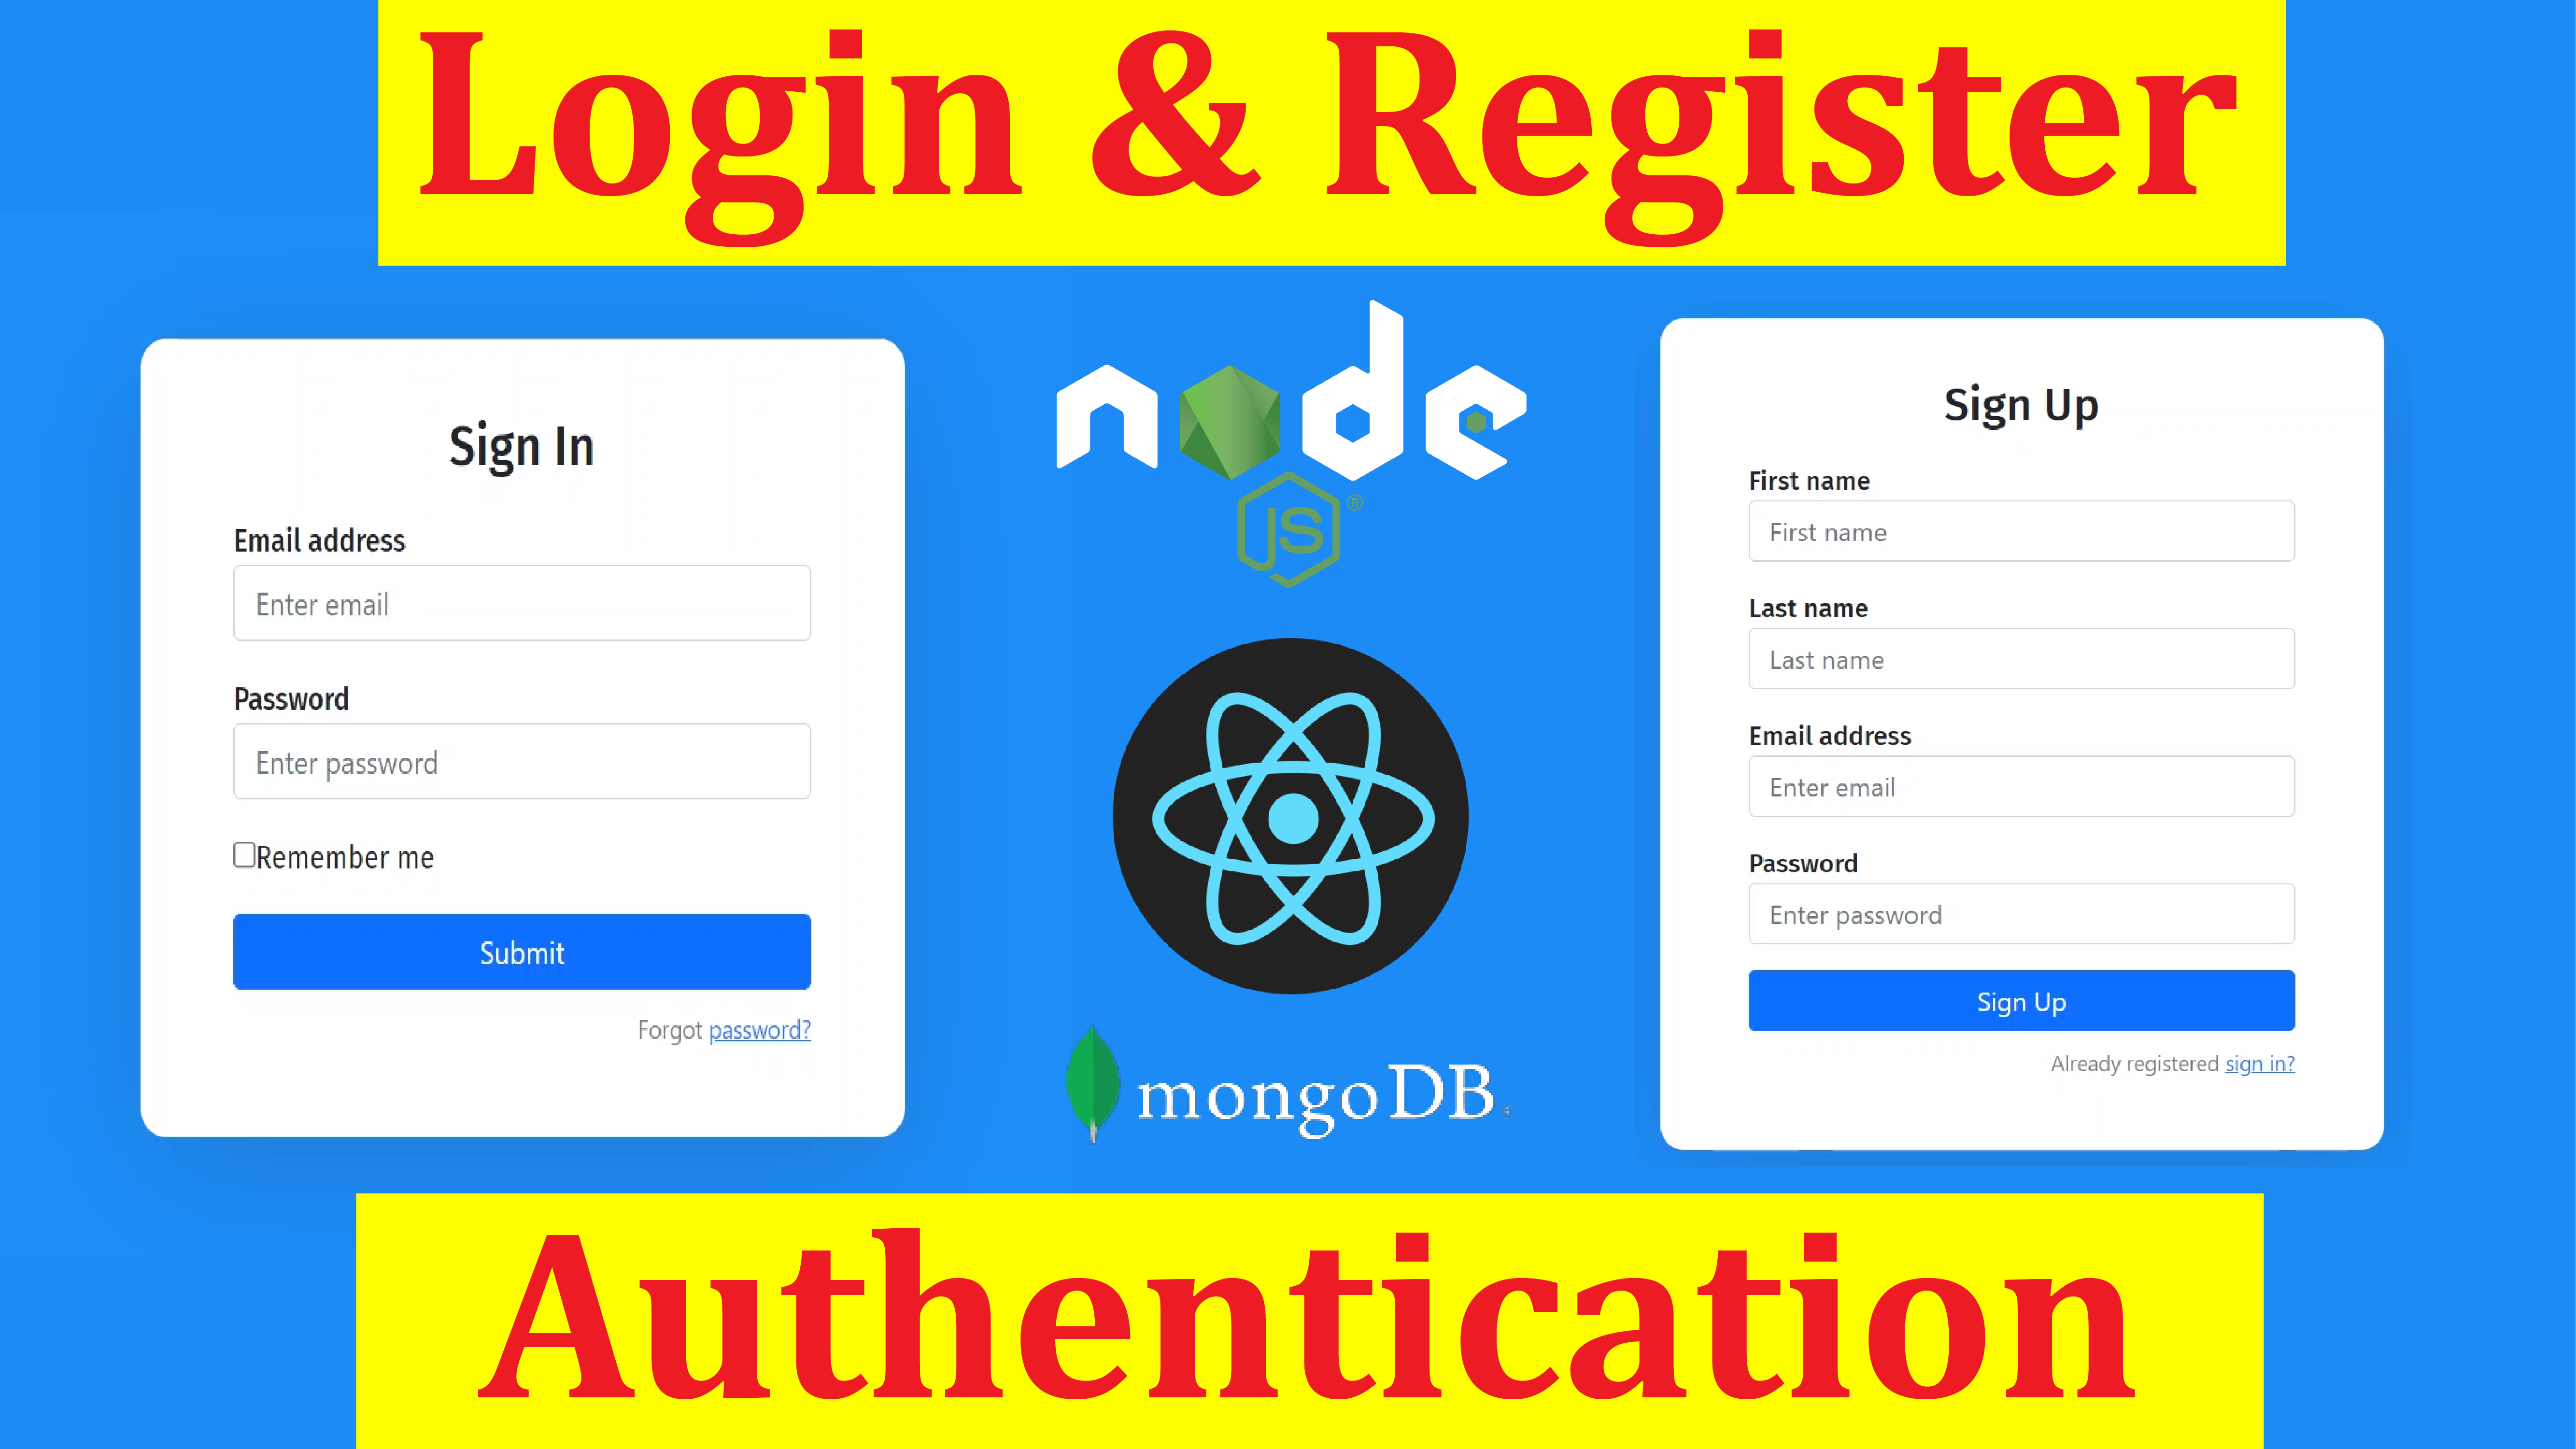 Login & Register
Sign In
Email address
Enter email
Password
Enter password
Remember me
Submit
Forgot password?
node
JS
®
mongoDB
Sign Up
First name
First name
Last name
Last name
Email address
Enter email
Password
Enter password
Sign Up
Already registered sign in?
Authentication